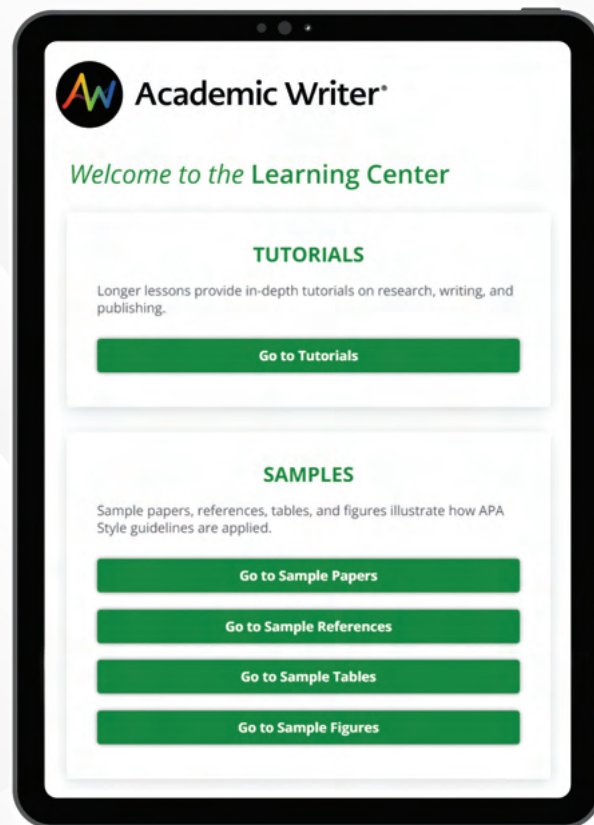 AW Academic Writer®
Welcome to the Learning Center
TUTORIALS
Longer lessons provide in-depth tutorials on research, writing, and
publishing.
Go to Tutorials
SAMPLES
Sample papers, references, tables, and figures illustrate how APA
Style guidelines are applied.
Go to Sample Papers
Go to Sample References
Go to Sample Tables
Go to Sample Figures